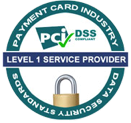 PAYMENT CARD INDUSTRY
PCI DSS
COMPLIANT
LEVEL 1 SERVICE PROVIDER
DATA SECURITY STANDARDS